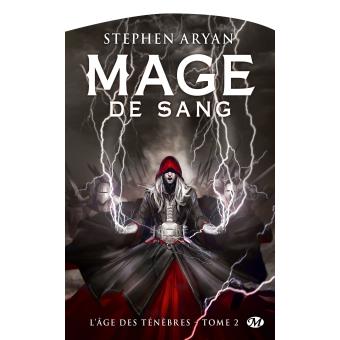 STEPHEN ARYAN
MAGE
DE SANG
L'ÂGE DES TÉNÈBRES – TOME 2
M